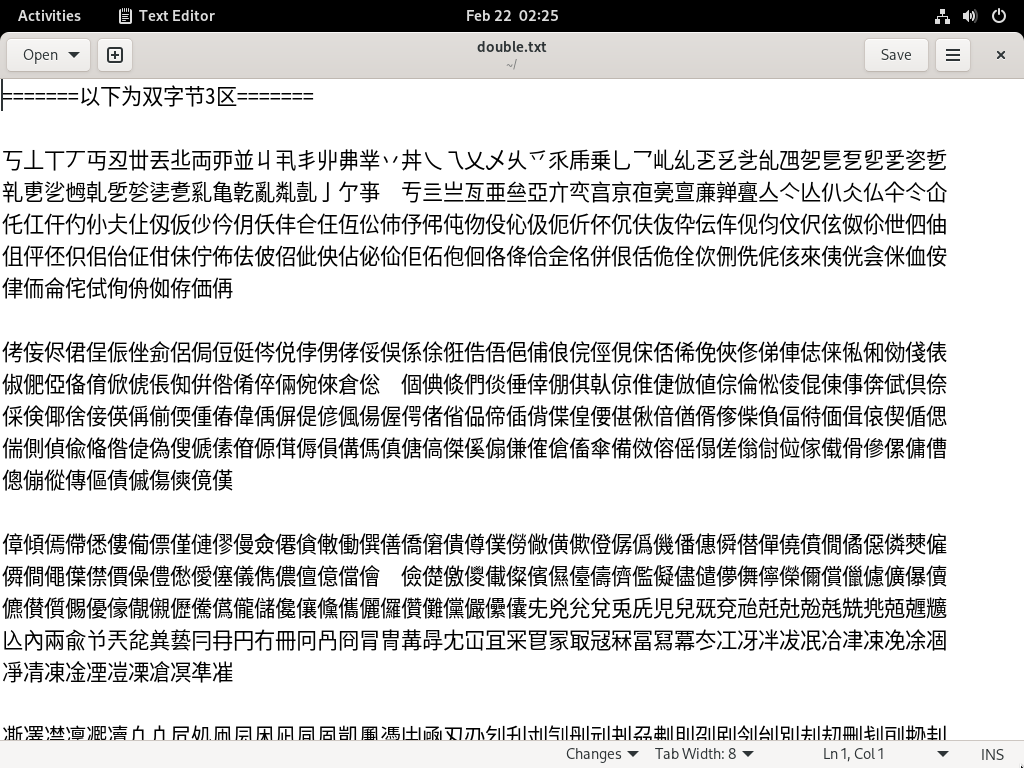 Activities
Text Editor
Feb 22 02:25
Open
double.txt
~/
Save
=======以下为双字节3区=======
丂丄丅丆丏丒丗丟丠両丣並丩丮丯丱丳丵丷丼乀乁乂乄乆乊乑乕乗乚乛乢乣乤乥乧乨乪乫乬乭乮乯乲乴
乵乶乷乸乹乺乻乼乽乿亀亁亂亃亄亅亇亊 亐亖亗亙亜亝亞亣亪亯亰亱亴亶亷亸亹亼亽亾仈仌仏仐仒仚
仛仜仠仢仦仧仩仭仮仯仱仴仸仹仺仼仾伀伂伃伄伅伆伇伈伋伌伒伓伔伕伖伜伝伡伣伨伩伬伭伮伱伳伵伷
伹伻伾伿佀佁佂佄佅佇佈佉佊佋佌佒佔佖佡佢佦佨佪佫佭佮佱佲併佷佸佹佺佽侀侁侂侅來侇侊侌侎侐侒
侓侕侖侘侙侚侜侞侟価侢
侤侫侭侰侱侲侳侴侶侷侸侹侺侻侼侽侾俀俁係俆俇俈俉俋俌俍俒俓俔俕俖俙俛俠俢俤俥俧俫俬俰俲俴俵
俶俷俹俻俼俽俿倀倁倂倃倄倅倆倇倈倉倊 個倎倐們倓倕倖倗倛倝倞倠倢倣値倧倫倯倰倱倲倳倴倵倶倷
倸倹倻倽倿偀偁偂偄偅偆偉偊偋偍偐偑偒偓偔偖偗偘偙偛偝偞偟偠偡偢偣偤偦偧偨偩偪偫偭偮偯偰偱偲
偳側偵偸偹偺偼偽傁傂傃傄傆傇傉傊傋傌傎傏傐傑傒傓傔傕傖傗傘備傚傛傜傝傞傟傠傡傢傤傦傪傫傭傮
傯傰傱傳傴債傶傷傸傹傼
傽傾傿僀僁僂僃僄僅僆僇僈僉僊僋僌働僎僐僑僒僓僔僕僗僘僙僛僜僝僞僟僠僡僢僣僤僥僨僩僪僫僯僰僱
僲僴僶僷僸價僺僼僽僾僿儀儁儂儃億儅儈 儉儊儌儍儎儏儐儑儓儔儕儖儗儘儙儚儛儜儝儞償儠儢儣儤儥
儦儧儨儩優儫儬儭儮儯儰儱儲儳儴儵儶儷儸儹儺儻儼儽儾兂兇兊兌兎兏児兒兓兗兘兙兛兝兞兟兠兡兣兤
兦內兩兪兯兲兺兾兿冃冄円冇冊冋冎冏冐冑冓冔冘冚冝冞冟冡冣冦冧冨冩冪冭冮冴冸冹冺冾冿凁凂凃凅
凈凊凍凎凐凒凓凔凕凖凗
Changes
Tab Width: 8
Ln 1, Col 1
INS